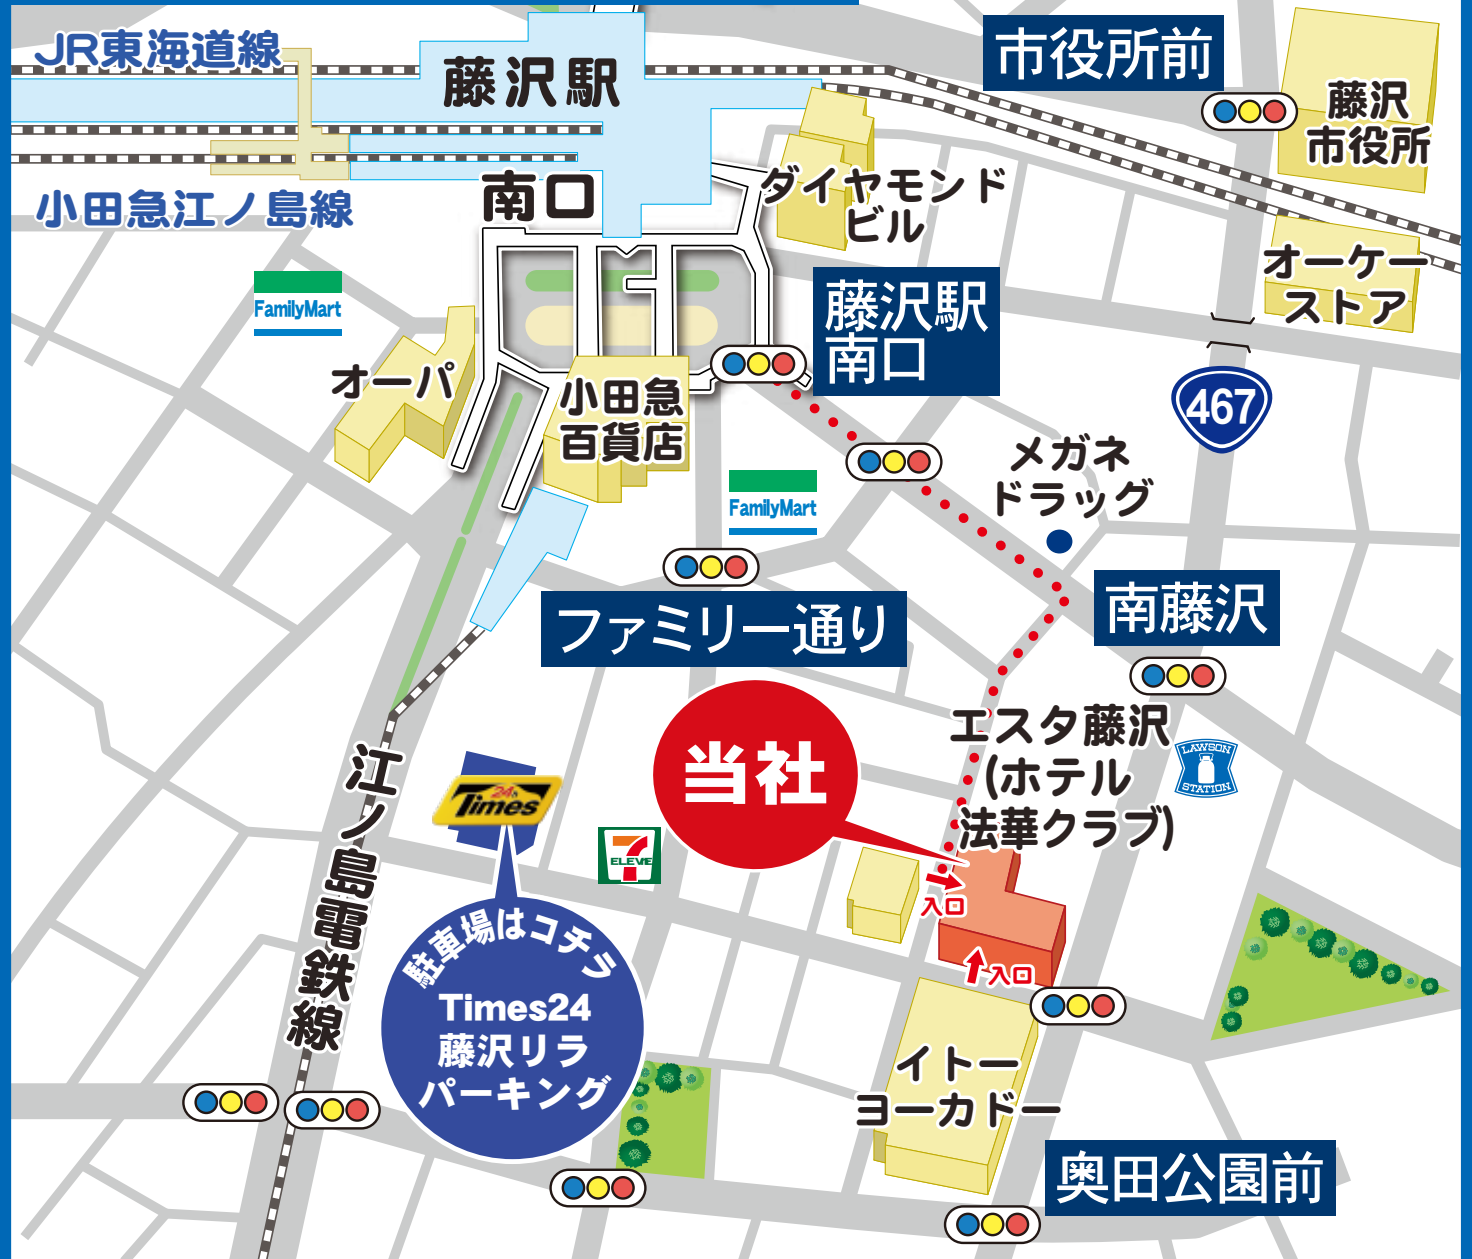 JR東海道線
藤沢駅
市役所前
藤沢
市役所
小田急江ノ島線
南口
ダイヤモンド
ビル
オーケー
ストア
FamilyMart
藤沢駅
南口
オーパ
小田急
百貨店
467
メガネ
ドラッグ
FamilyMart
ファミリー通り
南藤沢
当社
エスタ藤沢
(ホテル
法華クラブ)
LAWSON
STATION
江ノ島電鉄線
24h
Times
7
ELEVEn
入口
入口
駐車場はコチラ
Times24
藤沢リラ
パーキング
イトー
ヨーカドー
奥田公園前